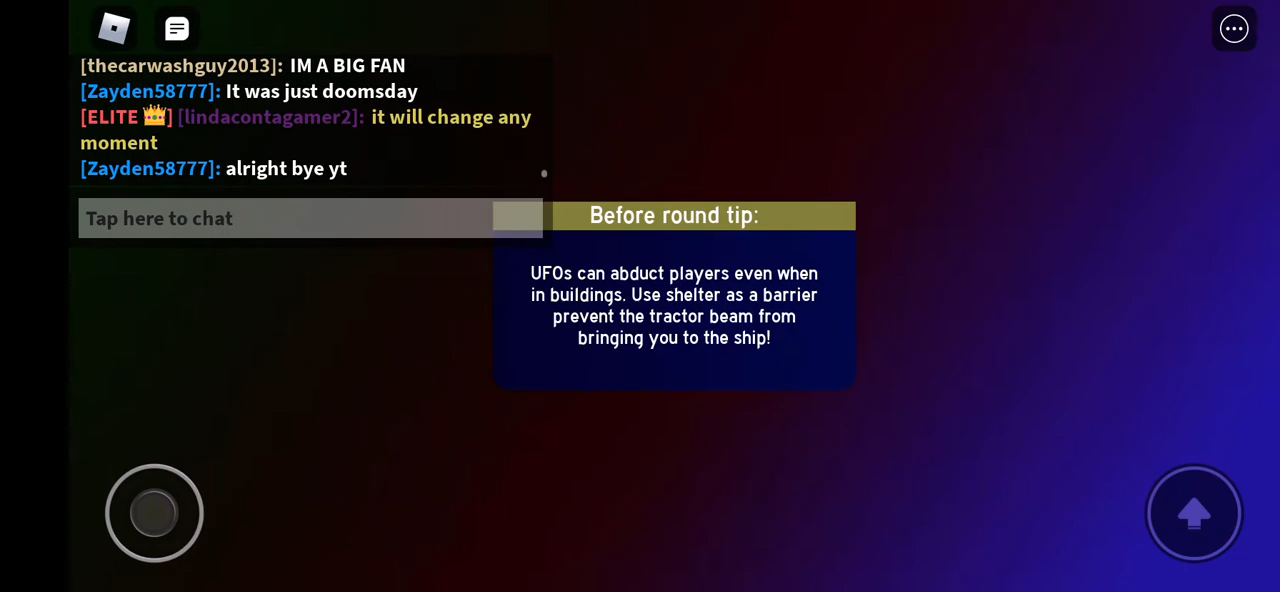 [thecarwashguy2013]: IM A BIG FAN
[Zayden58777]: It was just doomsday
[ELITE 👑] [lindacontagamer2]: it will change any
moment
[Zayden58777]: alright bye yt
Tap here to chat
Before round tip:
UFOs can abduct players even when
in buildings. Use shelter as a barrier
prevent the tractor beam from
bringing you to the ship!